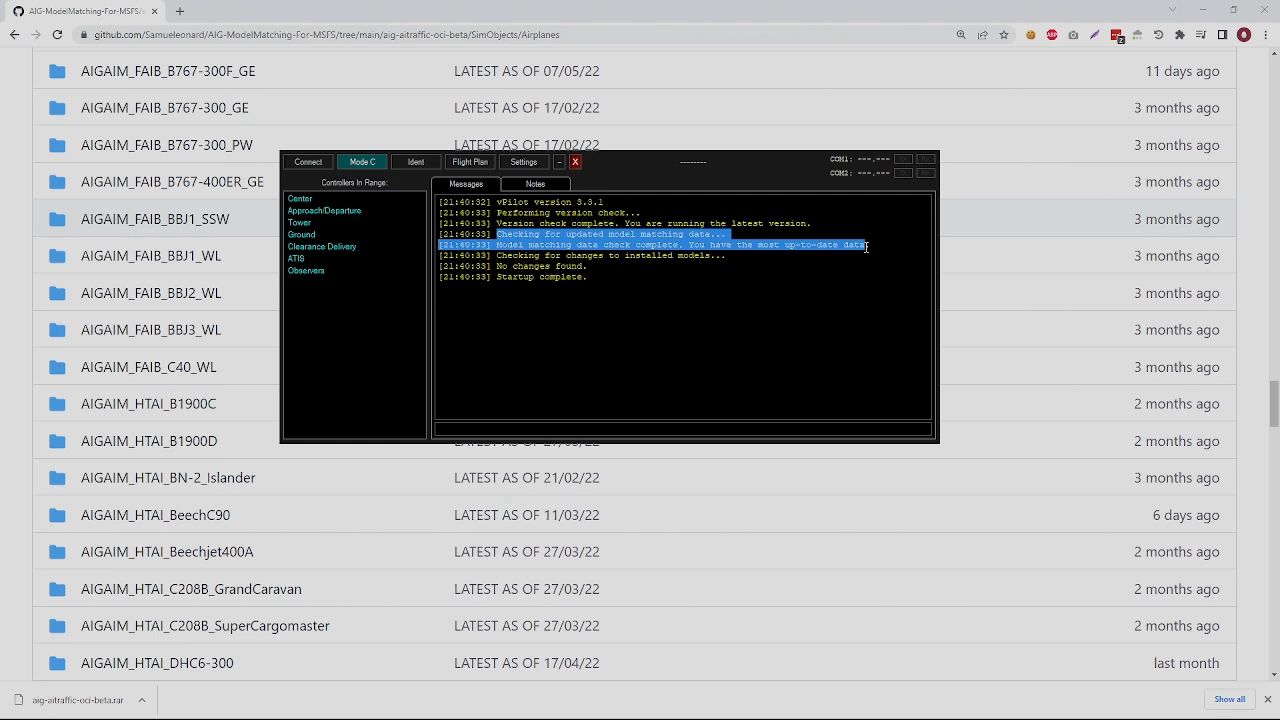 AIG-ModelMatching-For-MSFS/
github.com/Samueleonard/AIG-ModelMatching-For-MSFS/tree/main/aig-aitraffic-oci-beta/SimObjects/Airplanes
AIGAIM_FAIB_B767-300F_GE LATEST AS OF 07/05/22 11 days ago
AIGAIM_FAIB_B767-300_GE LATEST AS OF 17/02/22 3 months ago
AIGAIM_FAIB_B767-300_PW LATEST AS OF 17/02/22 3 months ago
3 months ago
AIGAIM_FAIB_BBJ1_SSW 3 months ago
3 months ago
AIGAIM_FAIB_BBJ2_WL 3 months ago
AIGAIM_FAIB_BBJ3_WL 3 months ago
AIGAIM_FAIB_C40_WL 3 months ago
AIGAIM_HTAI_B1900C 2 months ago
AIGAIM_HTAI_B1900D 2 months ago
AIGAIM_HTAI_BN-2_Islander LATEST AS OF 21/02/22 3 months ago
AIGAIM_HTAI_BeechC90 LATEST AS OF 11/03/22 6 days ago
AIGAIM_HTAI_Beechjet400A LATEST AS OF 27/03/22 2 months ago
AIGAIM_HTAI_C208B_GrandCaravan LATEST AS OF 27/03/22 2 months ago
AIGAIM_HTAI_C208B_SuperCargomaster LATEST AS OF 27/03/22 2 months ago
AIGAIM_HTAI_DHC6-300 LATEST AS OF 17/04/22 last month
Connect Mode C Ident Flight Plan Settings – X -------- COM1: ---.---
COM2: ---.---
Controllers In Range:
Center
Approach/Departure
Tower
Ground
Clearance Delivery
ATIS
Observers
Messages Notes
[21:40:32] vPilot version 3.3.1
[21:40:33] Performing version check...
[21:40:33] Version check complete. You are running the latest version.
[21:40:33] Checking for updated model matching data...
[21:40:33] Model matching data check complete. You have the most up-to-date data
[21:40:33] Checking for changes to installed models...
[21:40:33] No changes found.
[21:40:33] Startup complete.
aig-aitraffic-oci-beta.rar Show all